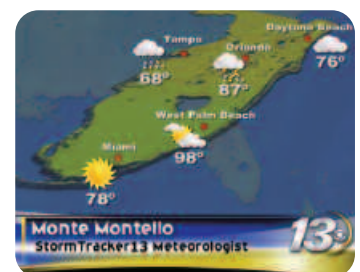 Daytona Beach
Tampa
Orlando
76°
68°
87°
West Palm Beach
Miami
98°
78°
Monte Montello
13
StormTracker13 Meteorologist